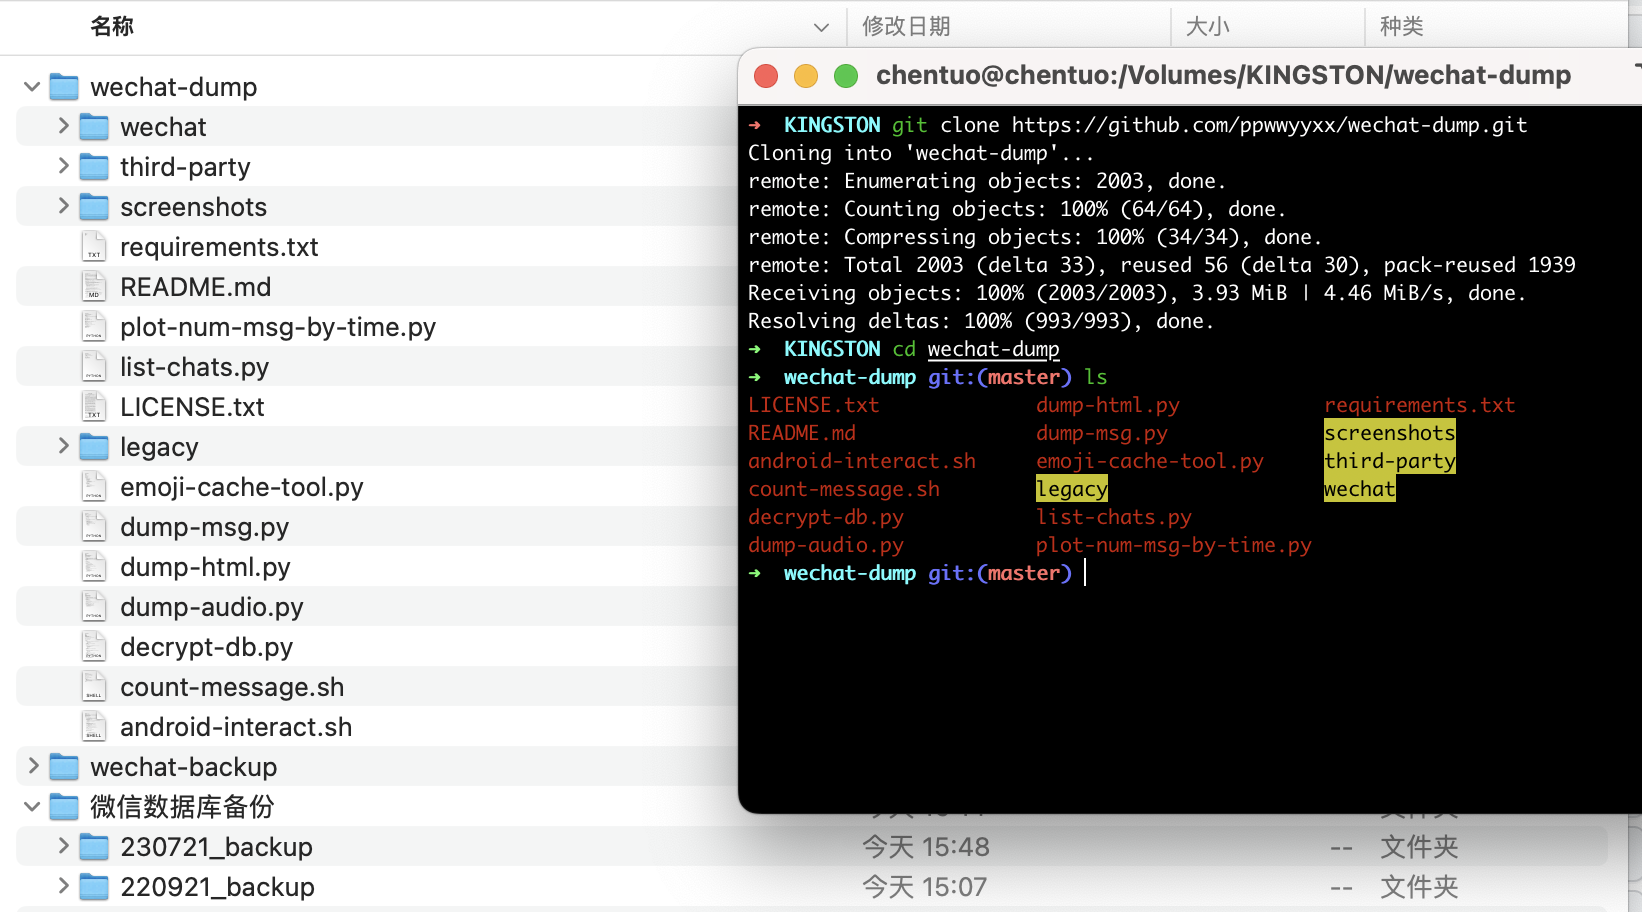 名称 修改日期 大小 种类
wechat-dump
wechat
third-party
screenshots
requirements.txt
README.md
plot-num-msg-by-time.py
list-chats.py
LICENSE.txt
legacy
emoji-cache-tool.py
dump-msg.py
dump-html.py
dump-audio.py
decrypt-db.py
count-message.sh
android-interact.sh
wechat-backup
微信数据库备份
230721_backup 今天 15:48 -- 文件夹
220921_backup 今天 15:07 -- 文件夹
chentuo@chentuo:/Volumes/KINGSTON/wechat-dump
➜ KINGSTON git clone https://github.com/ppwwyyxx/wechat-dump.git
Cloning into 'wechat-dump'...
remote: Enumerating objects: 2003, done.
remote: Counting objects: 100% (64/64), done.
remote: Compressing objects: 100% (34/34), done.
remote: Total 2003 (delta 33), reused 56 (delta 30), pack-reused 1939
Receiving objects: 100% (2003/2003), 3.93 MiB | 4.46 MiB/s, done.
Resolving deltas: 100% (993/993), done.
➜ KINGSTON cd wechat-dump
➜ wechat-dump git:(master) ls
LICENSE.txt dump-html.py requirements.txt
README.md dump-msg.py screenshots
android-interact.sh emoji-cache-tool.py third-party
count-message.sh legacy wechat
decrypt-db.py list-chats.py
dump-audio.py plot-num-msg-by-time.py
➜ wechat-dump git:(master)